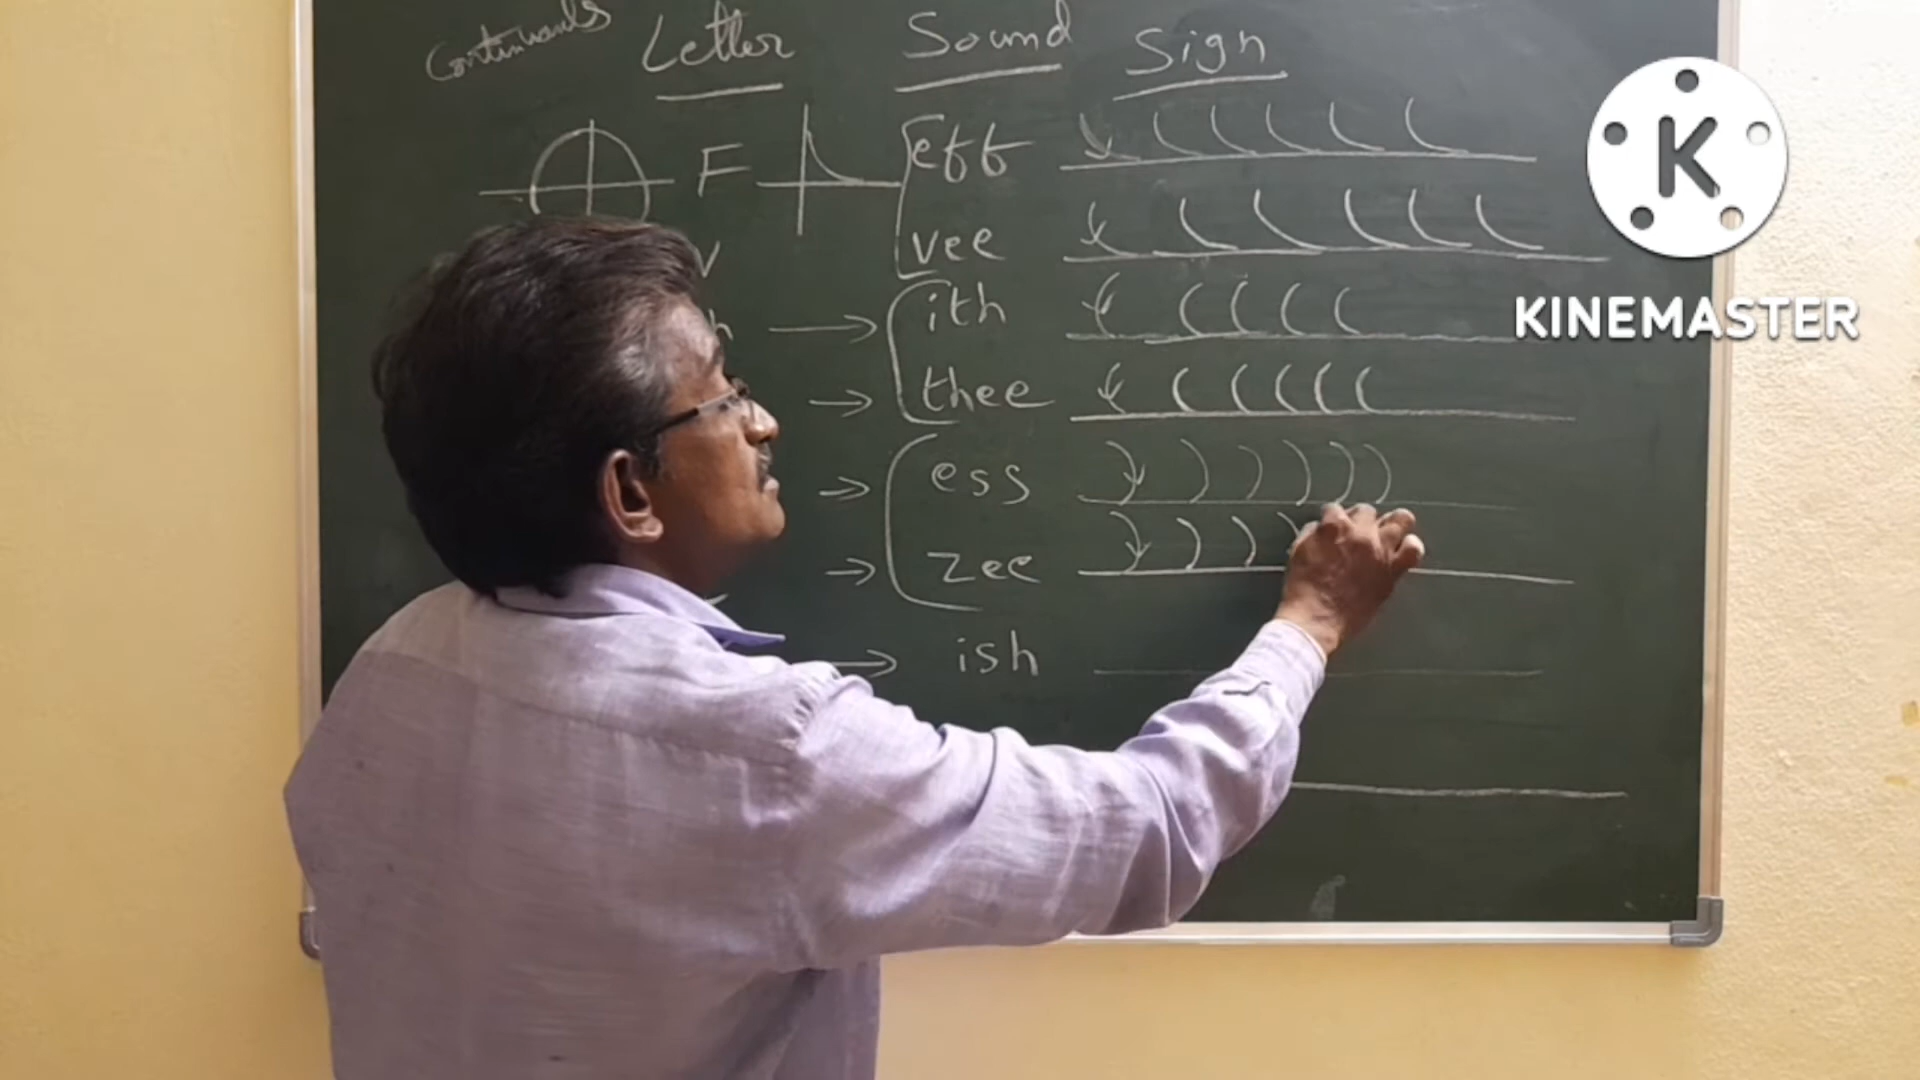 Continuants Letter Sound Sign
F eff
V vee
h → ith
→ thee
→ ess
→ zee
→ ish
K
KINEMASTER